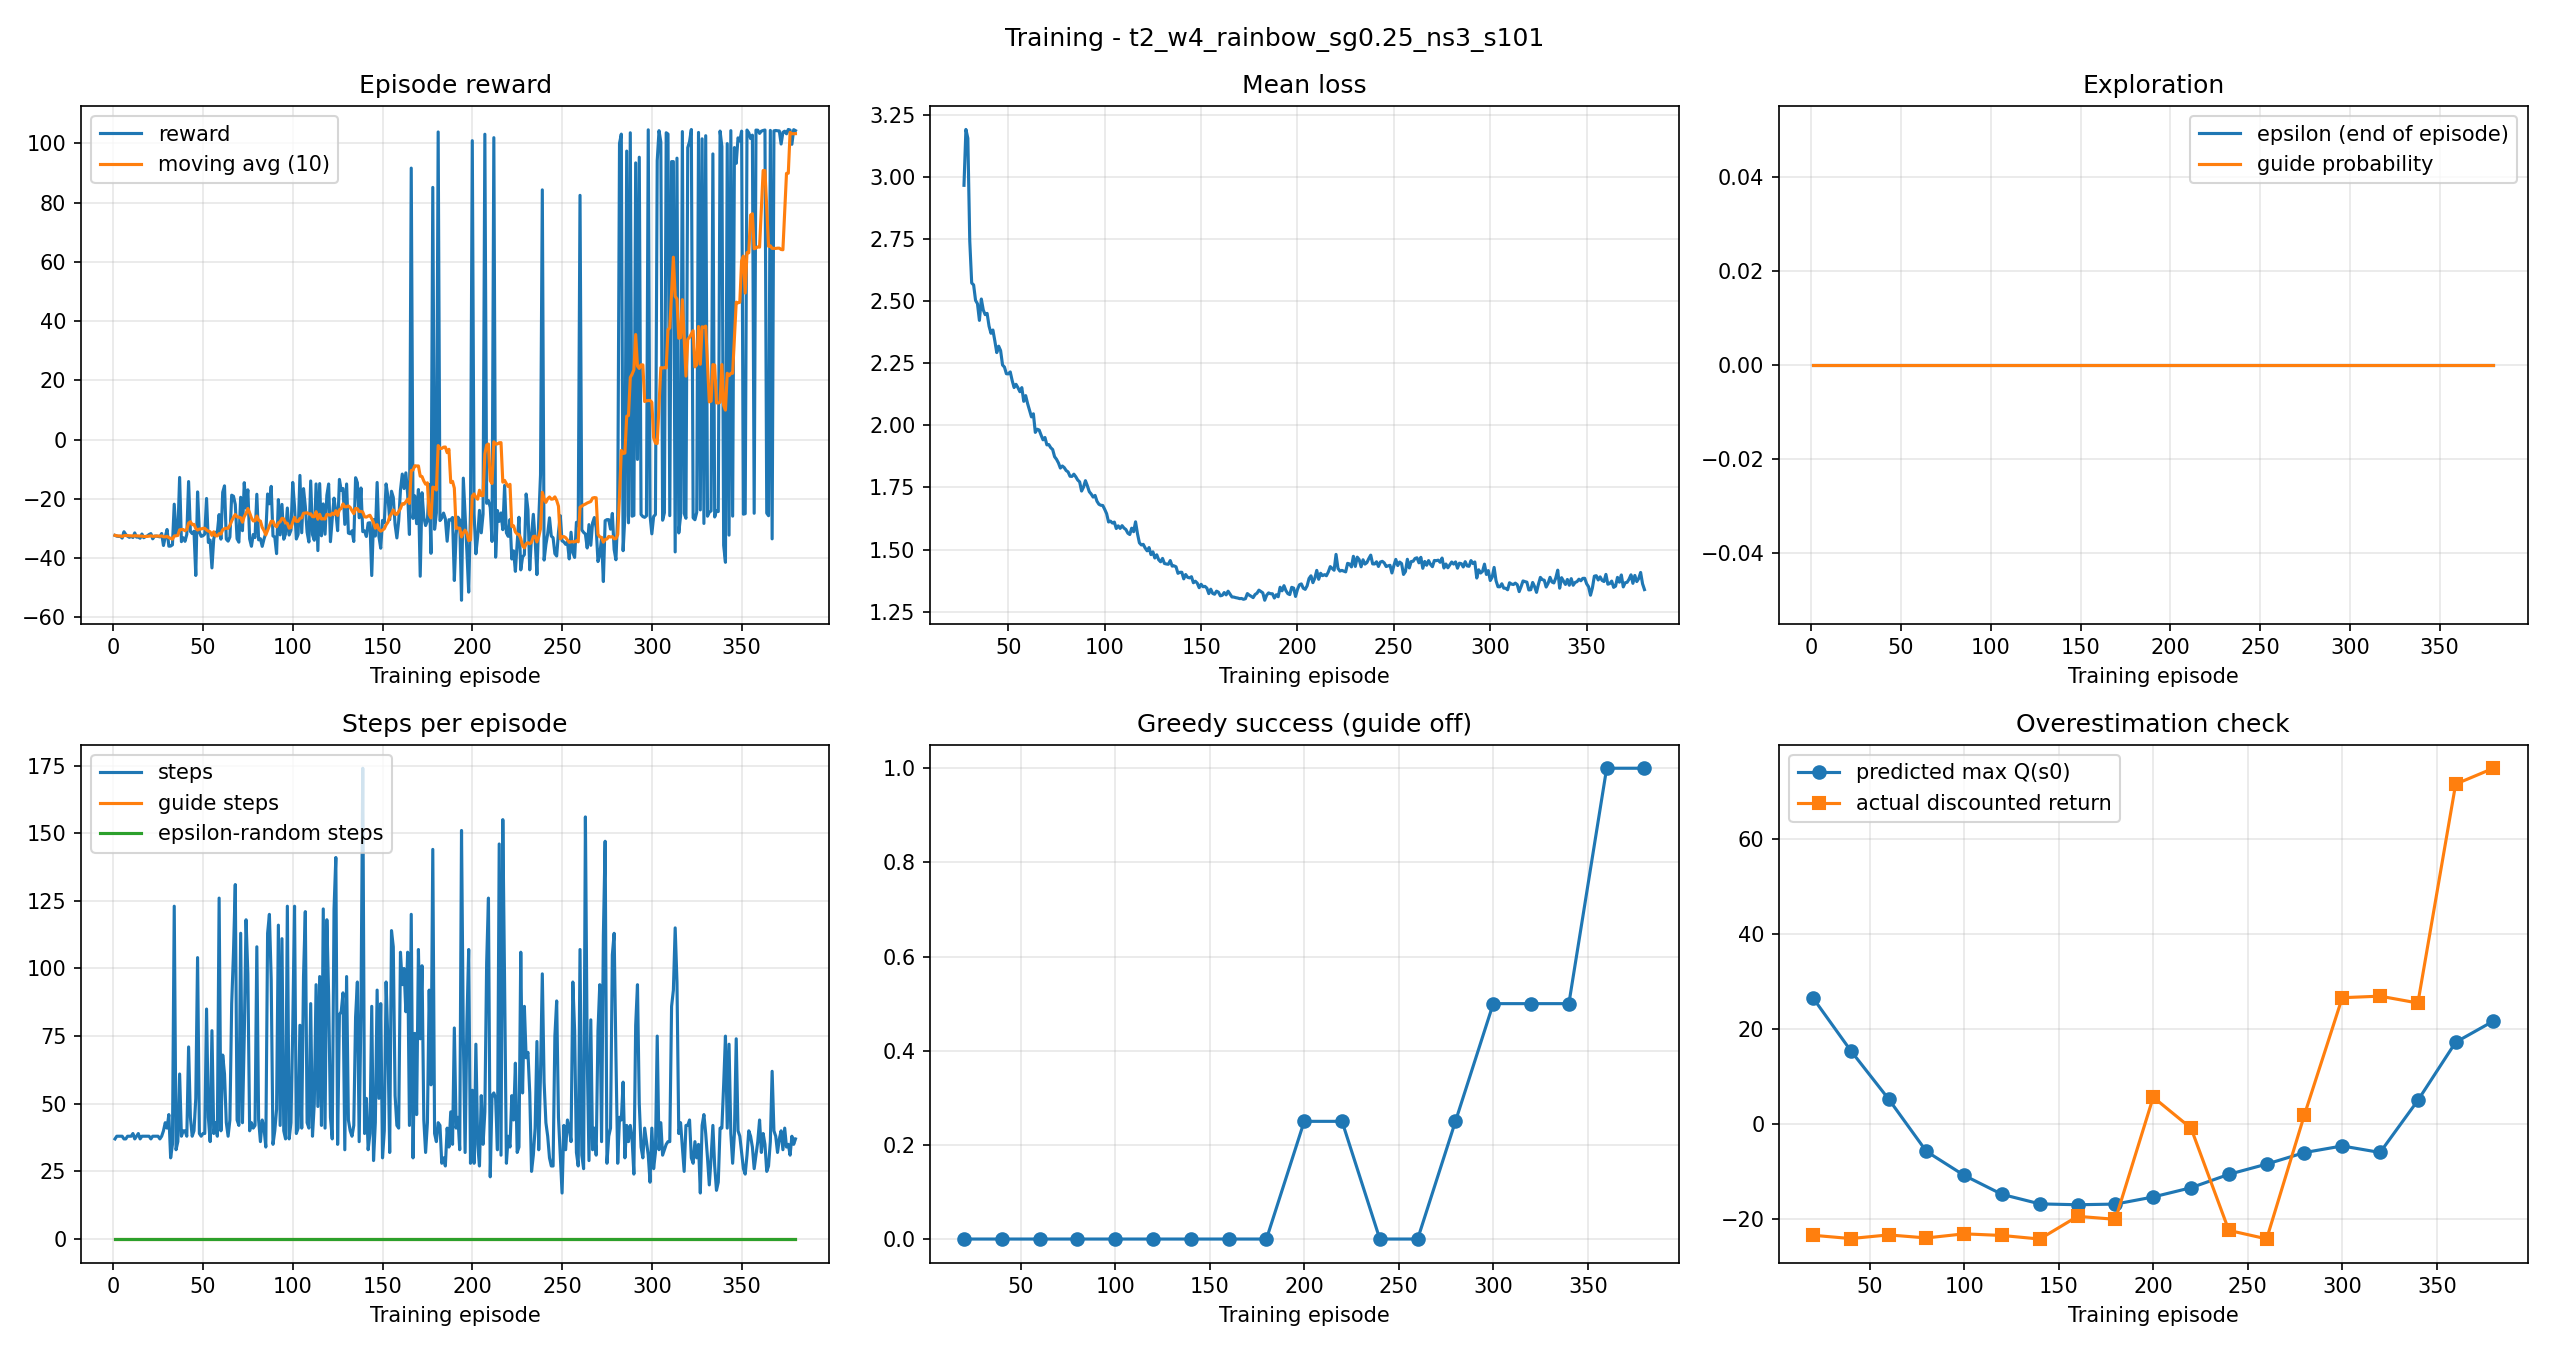 Training - t2_w4_rainbow_sg0.25_ns3_s101
Episode reward
reward
moving avg (10)
100
80
60
40
20
0
−20
−40
−60
0 50 100 150 200 250 300 350
Training episode
Mean loss
3.25
3.00
2.75
2.50
2.25
2.00
1.75
1.50
1.25
50 100 150 200 250 300 350
Training episode
Exploration
epsilon (end of episode)
guide probability
0.04
0.02
0.00
−0.02
−0.04
0 50 100 150 200 250 300 350
Training episode
Steps per episode
steps
guide steps
epsilon-random steps
175
150
125
100
75
50
25
0
0 50 100 150 200 250 300 350
Training episode
Greedy success (guide off)
1.0
0.8
0.6
0.4
0.2
0.0
50 100 150 200 250 300 350
Training episode
Overestimation check
predicted max Q(s0)
actual discounted return
60
40
20
0
−20
50 100 150 200 250 300 350
Training episode